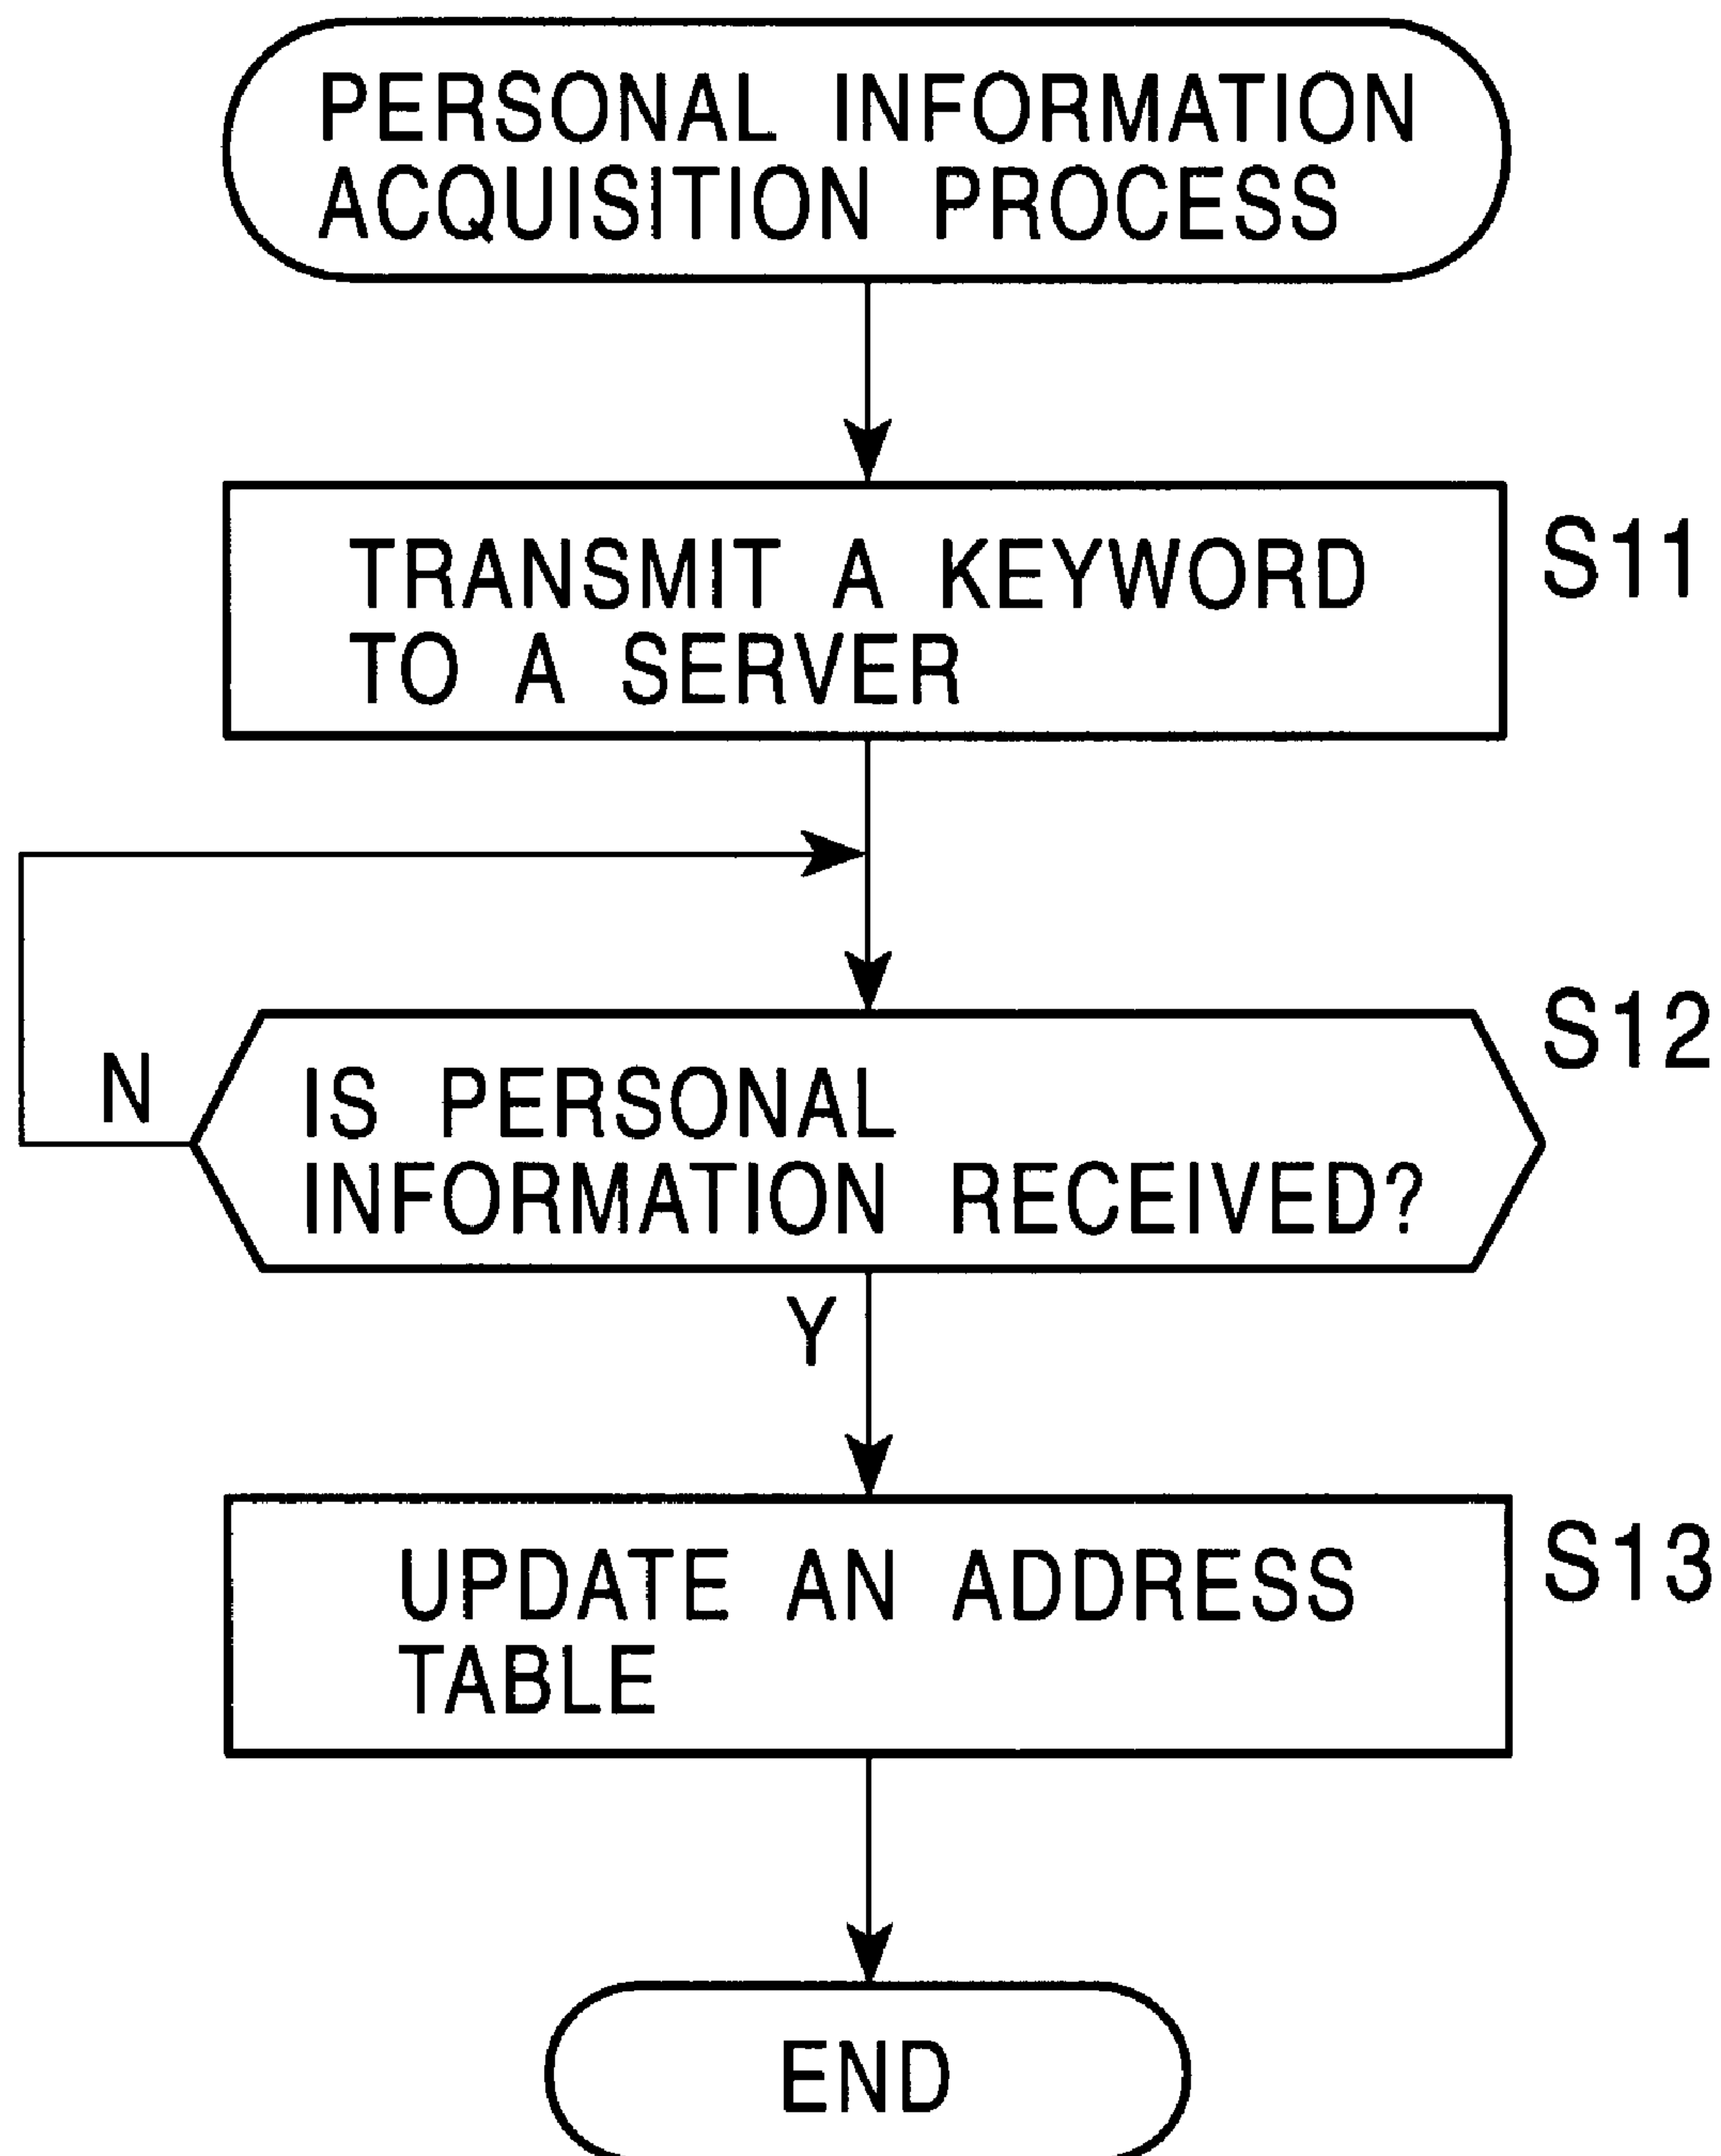 PERSONAL INFORMATION
ACQUISITION PROCESS
TRANSMIT A KEYWORD
TO A SERVER
S11
S12
N
IS PERSONAL
INFORMATION RECEIVED?
Y
UPDATE AN ADDRESS
TABLE
S13
END